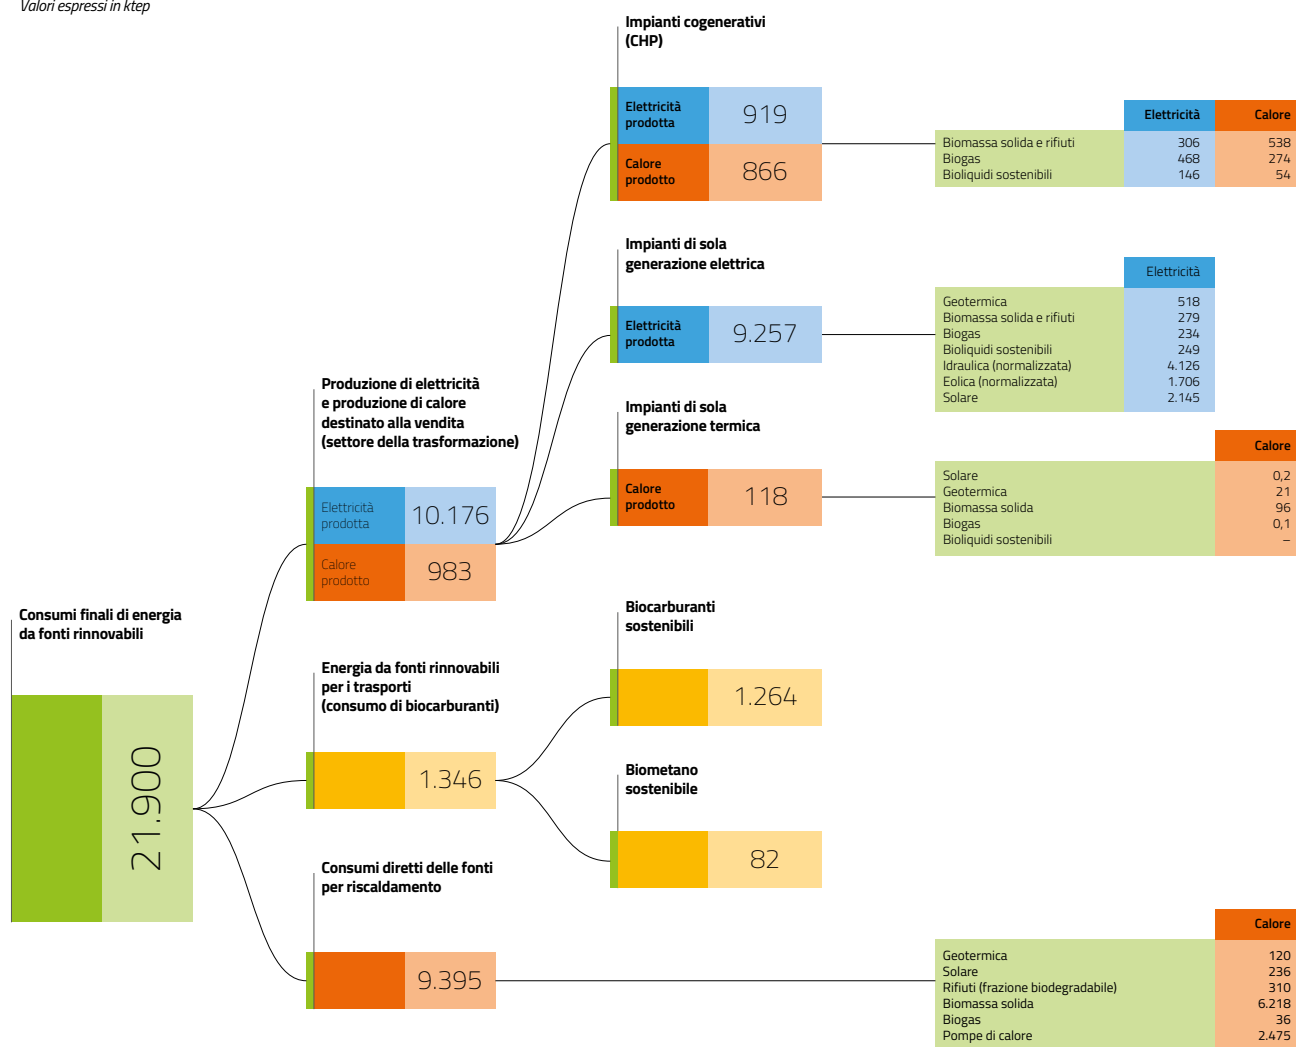 Valori espressi in ktep
Impianti cogenerativi
(CHP)
Elettricità
prodotta
919
Calore
prodotto
866
Elettricità Calore
Biomassa solida e rifiuti 306 538
Biogas 468 274
Bioliquidi sostenibili 146 54
Impianti di sola
generazione elettrica
Elettricità
prodotta
9.257
Elettricità
Geotermica 518
Biomassa solida e rifiuti 279
Biogas 234
Bioliquidi sostenibili 249
Idraulica (normalizzata) 4.126
Eolica (normalizzata) 1.706
Solare 2.145
Produzione di elettricità
e produzione di calore
destinato alla vendita
(settore della trasformazione)
Elettricità
prodotta
10.176
Calore
prodotto
983
Impianti di sola
generazione termica
Calore
prodotto
118
Calore
Solare 0,2
Geotermica 21
Biomassa solida 96
Biogas 0,1
Bioliquidi sostenibili –
Consumi finali di energia
da fonti rinnovabili
21.900
Energia da fonti rinnovabili
per i trasporti
(consumo di biocarburanti)
1.346
Biocarburanti
sostenibili
1.264
Biometano
sostenibile
82
Consumi diretti delle fonti
per riscaldamento
9.395
Calore
Geotermica 120
Solare 236
Rifiuti (frazione biodegradabile) 310
Biomassa solida 6.218
Biogas 36
Pompe di calore 2.475